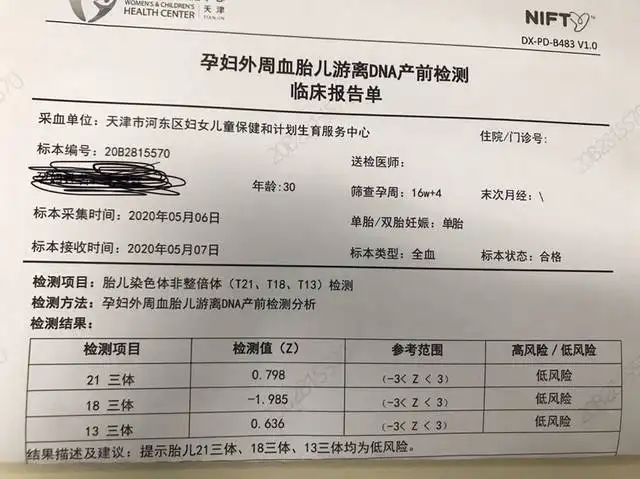 WOMEN'S & CHILDREN'S
HEALTH CENTER
天津
TIANJIN
NIFTY
DX-PD-B483 V1.0
孕妇外周血胎儿游离DNA产前检测
临床报告单
采血单位：天津市河东区妇女儿童保健和计划生育服务中心
住院/门诊号：
标本编号：20B2815570
送检医师：
年龄：30
筛查孕周：16w+4
末次月经：\
标本采集时间：2020年05月06日
单胎/双胎妊娠：单胎
标本接收时间：2020年05月07日
标本类型：全血
标本状态：合格
检测项目：胎儿染色体非整倍体（T21、T18、T13）检测
检测方法：孕妇外周血胎儿游离DNA产前检测分析
检测结果：
检测项目 检测值（Z） 参考范围 高风险／低风险
21 三体 0.798 （-3< Z < 3） 低风险
18 三体 -1.985 （-3< Z < 3） 低风险
13 三体 0.636 （-3< Z < 3） 低风险
结果描述及建议：提示胎儿21三体、18三体、13三体均为低风险。
20B2815570